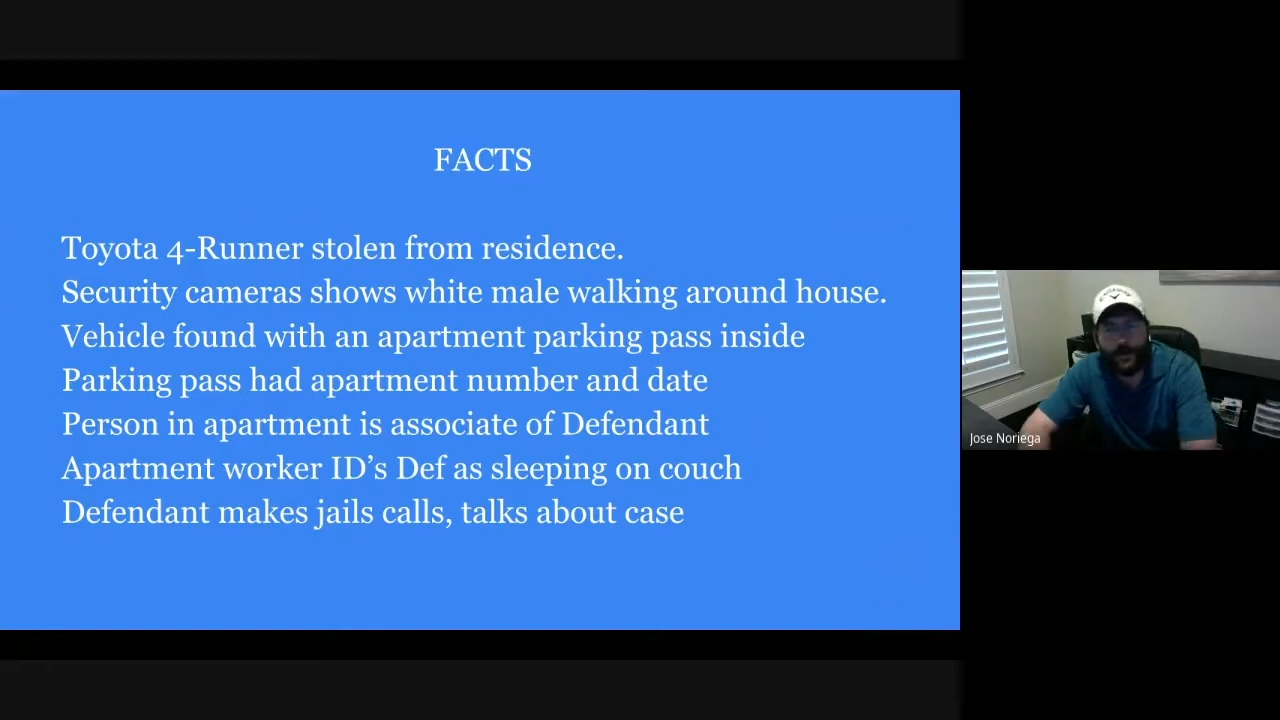 FACTS
Toyota 4-Runner stolen from residence.
Security cameras shows white male walking around house.
Vehicle found with an apartment parking pass inside
Parking pass had apartment number and date
Person in apartment is associate of Defendant
Apartment worker ID’s Def as sleeping on couch
Defendant makes jails calls, talks about case
Callaway
Jose Noriega